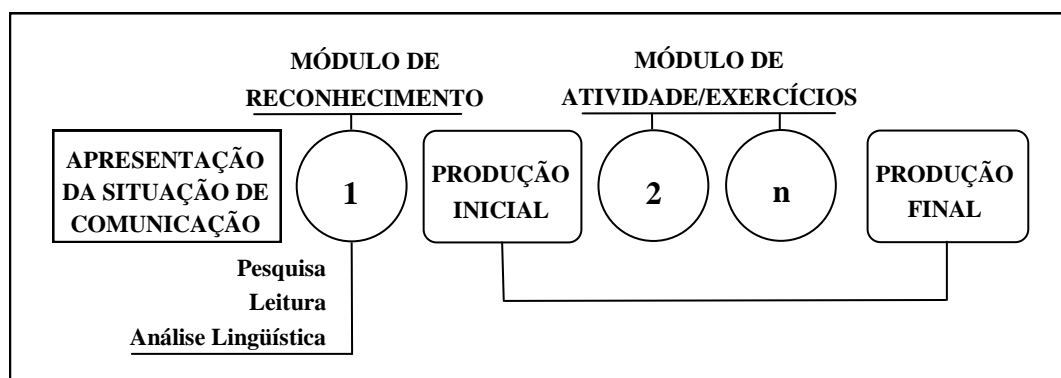 MÓDULO DE
RECONHECIMENTO
MÓDULO DE
ATIVIDADE/EXERCÍCIOS
APRESENTAÇÃO
DA SITUAÇÃO DE
COMUNICAÇÃO
1
PRODUÇÃO
INICIAL
2
n
PRODUÇÃO
FINAL
Pesquisa
Leitura
Análise Lingüística